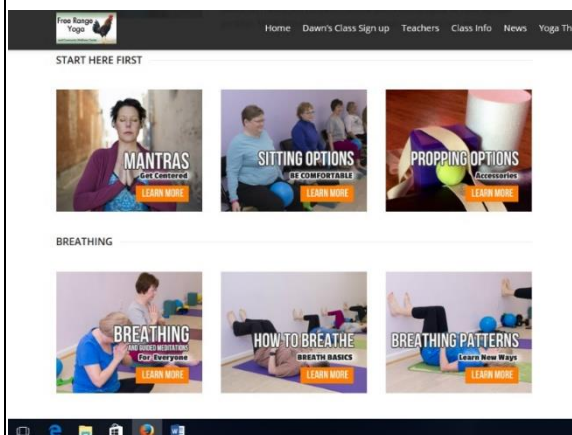 Free Range
Yoga
Home Dawn's Class Sign up Teachers Class Info News Yoga Th
START HERE FIRST
MANTRAS
Get Centered
LEARN MORE
SITTING OPTIONS
BE COMFORTABLE
LEARN MORE
PROPPING OPTIONS
Accessories
LEARN MORE
BREATHING
BREATHING
AND GUIDED MEDITATIONS
For Everyone
LEARN MORE
HOW TO BREATHE
BREATH BASICS
LEARN MORE
BREATHING PATTERNS
Learn New Ways
LEARN MORE